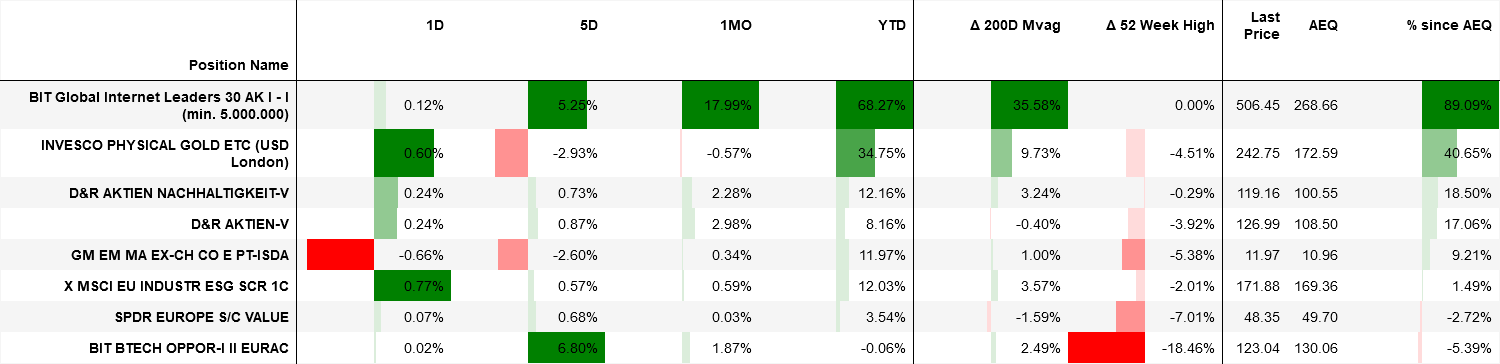 Position Name 1D 5D 1MO YTD Δ 200D Mvag Δ 52 Week High Last Price AEQ % since AEQ
BIT Global Internet Leaders 30 AK I - I (min. 5.000.000) 0.12% 5.25% 17.99% 68.27% 35.58% 0.00% 506.45 268.66 89.09%
INVESCO PHYSICAL GOLD ETC (USD London) 0.60% -2.93% -0.57% 34.75% 9.73% -4.51% 242.75 172.59 40.65%
D&R AKTIEN NACHHALTIGKEIT-V 0.24% 0.73% 2.28% 12.16% 3.24% -0.29% 119.16 100.55 18.50%
D&R AKTIEN-V 0.24% 0.87% 2.98% 8.16% -0.40% -3.92% 126.99 108.50 17.06%
GM EM MA EX-CH CO E PT-ISDA -0.66% -2.60% 0.34% 11.97% 1.00% -5.38% 11.97 10.96 9.21%
X MSCI EU INDUSTR ESG SCR 1C 0.77% 0.57% 0.59% 12.03% 3.57% -2.01% 171.88 169.36 1.49%
SPDR EUROPE S/C VALUE 0.07% 0.68% 0.03% 3.54% -1.59% -7.01% 48.35 49.70 -2.72%
BIT BTECH OPPOR-I II EURAC 0.02% 6.80% 1.87% -0.06% 2.49% -18.46% 123.04 130.06 -5.39%